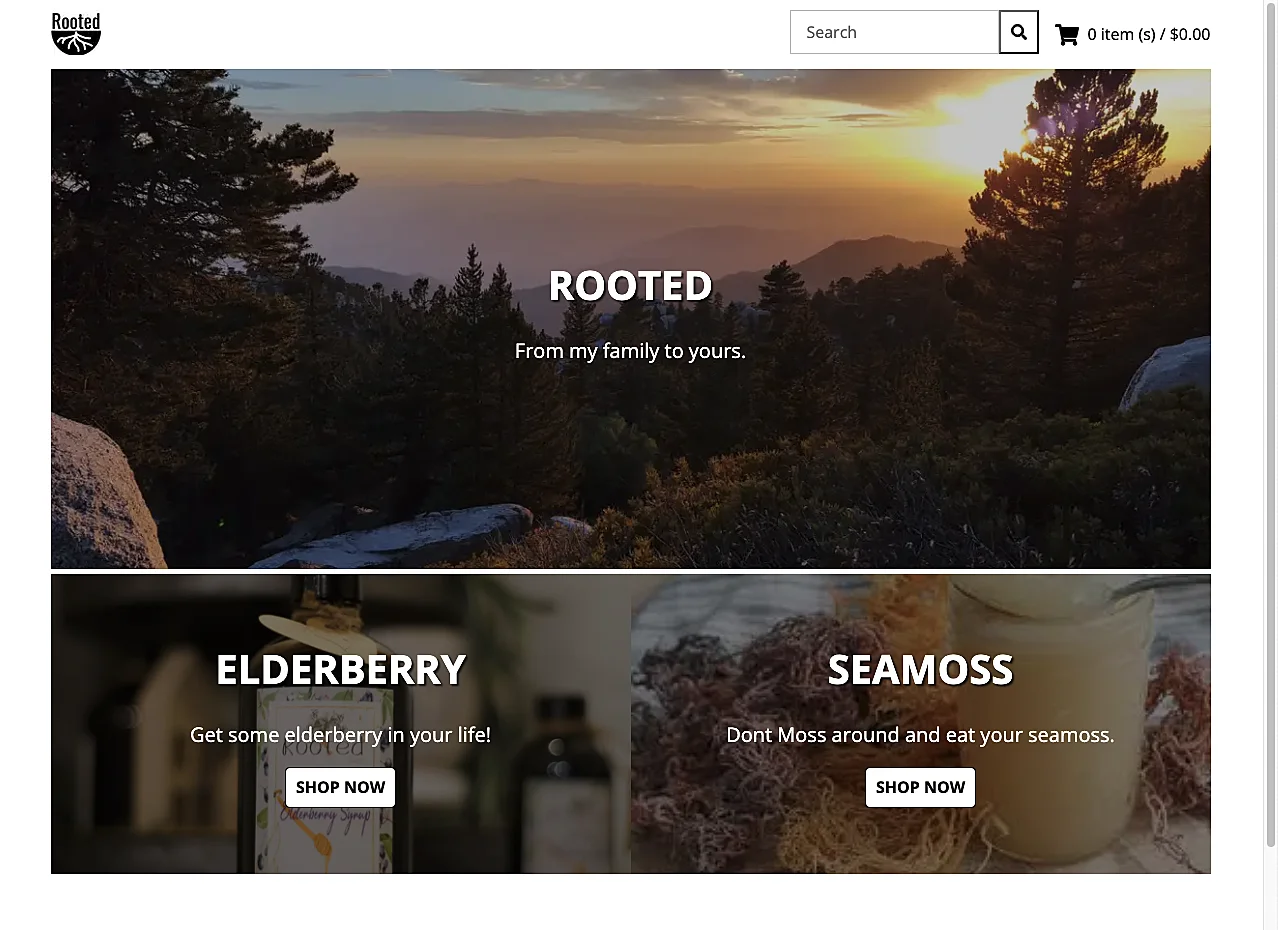 Rooted
Search
0 item (s) / $0.00
ROOTED
From my family to yours.
ELDERBERRY
Get some elderberry in your life!
Rooted
SHOP NOW
Elderberry Syrup
SEAMOSS
Dont Moss around and eat your seamoss.
SHOP NOW